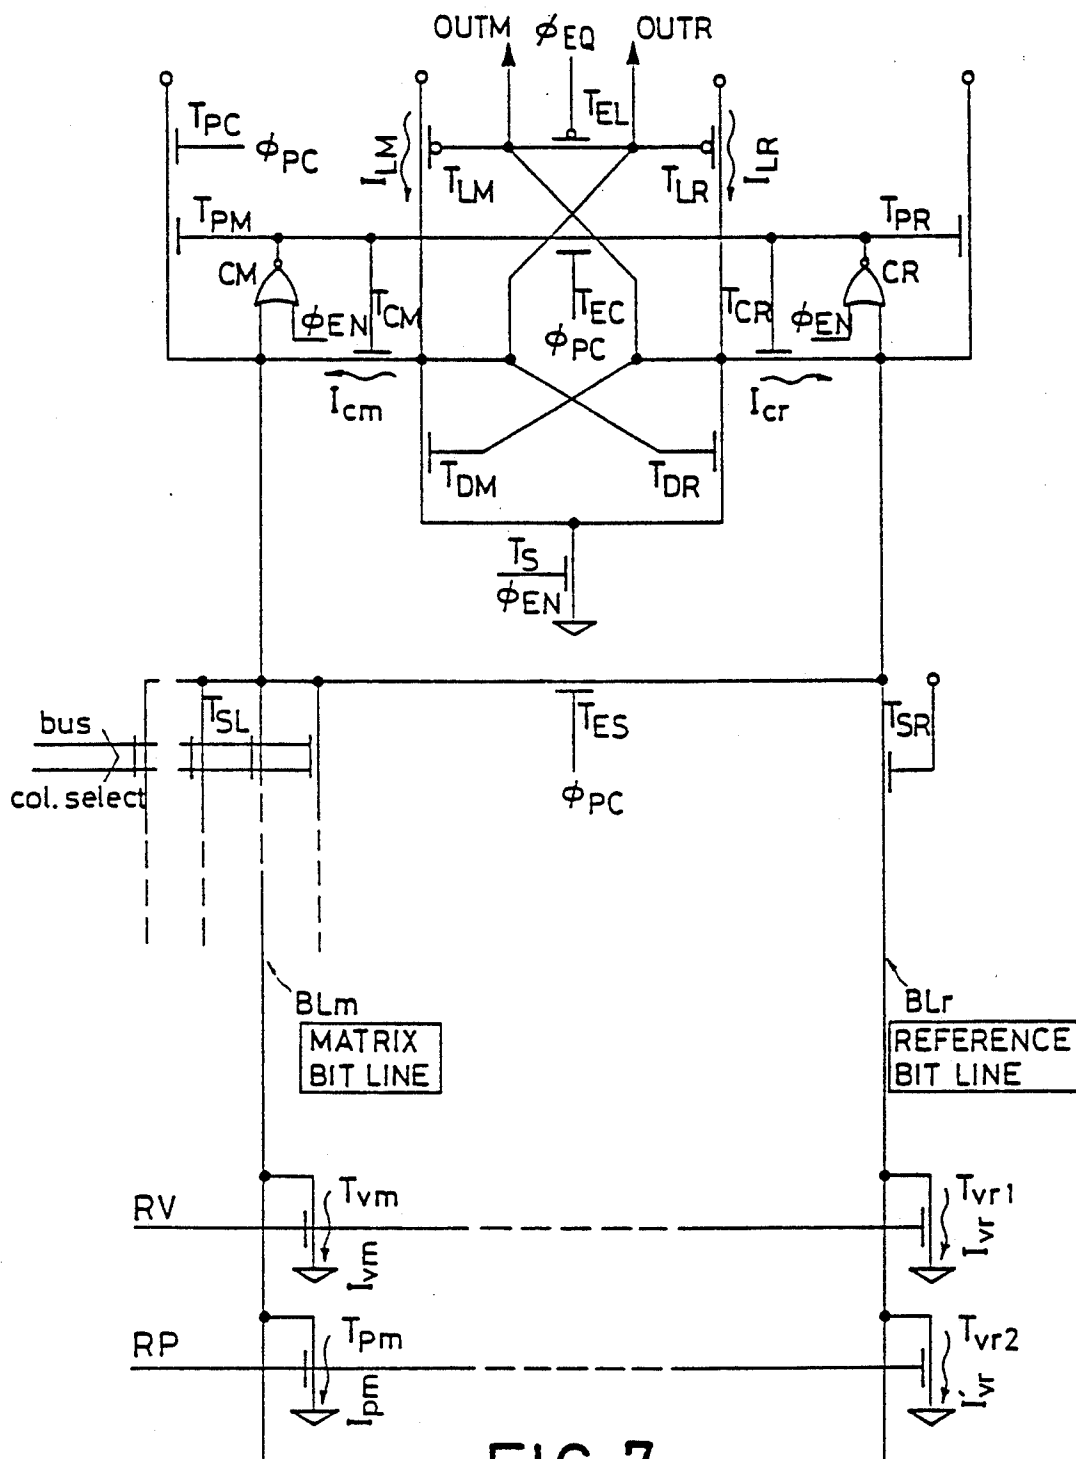 OUTM ϕEQ OUTR
TPC
ϕPC
TEL
ILM
TLM
TLR
ILR
TPM
TPR
CM
CR
ϕEN
TCM
TEC
TCR
ϕEN
ϕPC
Icm
Icr
TDM
TDR
TS
ϕEN
bus
TSL
TES
TSR
col. select
ϕPC
BLm
BLr
MATRIX
BIT LINE
REFERENCE
BIT LINE
RV
Tvm
Ivm
Tvr1
Ivr
RP
Tpm
Ipm
Tvr2
I'vr
FIG 7